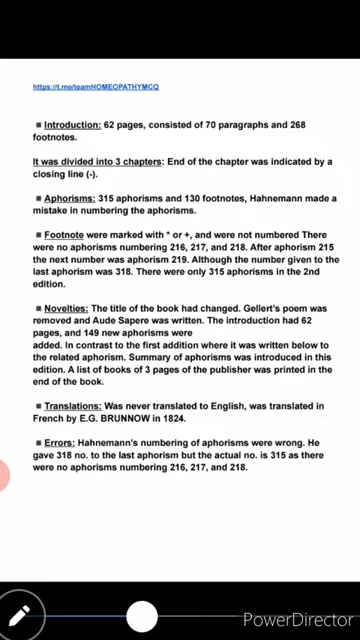 https://t.me/teamHOMEOPATHYMCQ
▪Introduction: 62 pages, consisted of 70 paragraphs and 268
footnotes.
It was divided into 3 chapters: End of the chapter was indicated by a
closing line (-).
▪Aphorisms: 315 aphorisms and 130 footnotes, Hahnemann made a
mistake in numbering the aphorisms.
▪Footnote were marked with * or +, and were not numbered There
were no aphorisms numbering 216, 217, and 218. After aphorism 215
the next number was aphorism 219. Although the number given to the
last aphorism was 318. There were only 315 aphorisms in the 2nd
edition.
▪Novelties: The title of the book had changed. Gellert's poem was
removed and Aude Sapere was written. The introduction had 62
pages, and 149 new aphorisms were
added. In contrast to the first addition where it was written below to
the related aphorism. Summary of aphorisms was introduced in this
edition. A list of books of 3 pages of the publisher was printed in the
end of the book.
▪Translations: Was never translated to English, was translated in
French by E.G. BRUNNOW in 1824.
▪Errors: Hahnemann's numbering of aphorisms were wrong. He
gave 318 no. to the last aphorism but the actual no. is 315 as there
were no aphorisms numbering 216, 217, and 218.
PowerDirector